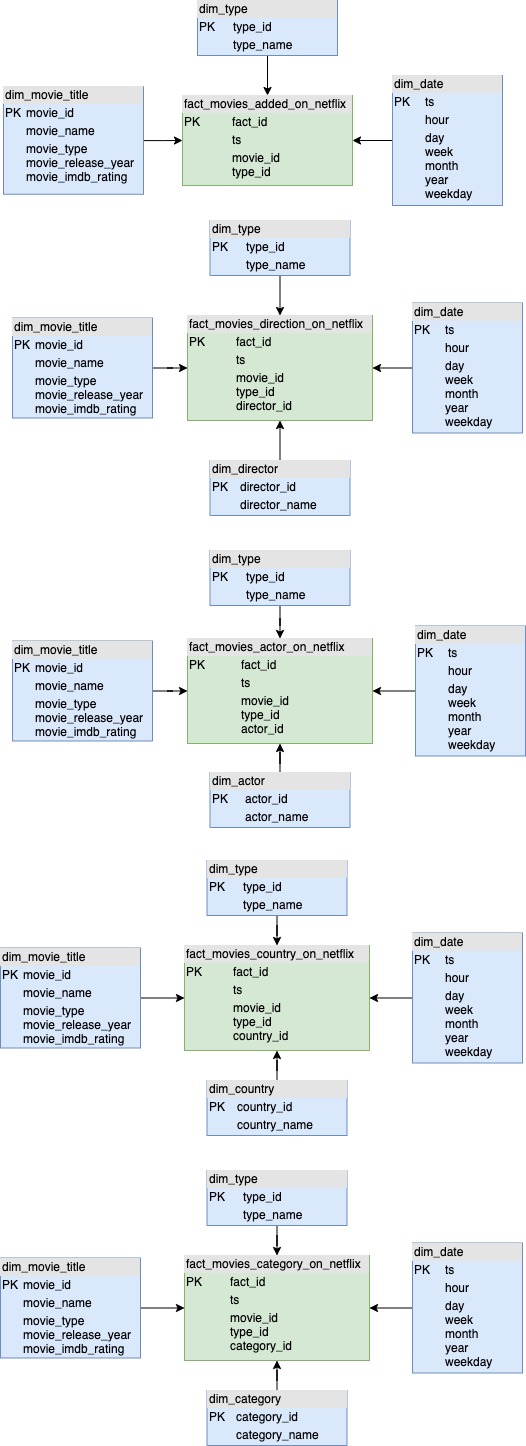 dim_type
PK type_id
type_name
dim_movie_title
PK movie_id
movie_name
movie_type
movie_release_year
movie_imdb_rating
fact_movies_added_on_netflix
PK fact_id
ts
movie_id
type_id
dim_date
PK ts
hour
day
week
month
year
weekday
dim_type
PK type_id
type_name
dim_movie_title
PK movie_id
movie_name
movie_type
movie_release_year
movie_imdb_rating
fact_movies_direction_on_netflix
PK fact_id
ts
movie_id
type_id
director_id
dim_date
PK ts
hour
day
week
month
year
weekday
dim_director
PK director_id
director_name
dim_type
PK type_id
type_name
dim_movie_title
PK movie_id
movie_name
movie_type
movie_release_year
movie_imdb_rating
fact_movies_actor_on_netflix
PK fact_id
ts
movie_id
type_id
actor_id
dim_date
PK ts
hour
day
week
month
year
weekday
dim_actor
PK actor_id
actor_name
dim_type
PK type_id
type_name
dim_movie_title
PK movie_id
movie_name
movie_type
movie_release_year
movie_imdb_rating
fact_movies_country_on_netflix
PK fact_id
ts
movie_id
type_id
country_id
dim_date
PK ts
hour
day
week
month
year
weekday
dim_country
PK country_id
country_name
dim_type
PK type_id
type_name
dim_movie_title
PK movie_id
movie_name
movie_type
movie_release_year
movie_imdb_rating
fact_movies_category_on_netflix
PK fact_id
ts
movie_id
type_id
category_id
dim_date
PK ts
hour
day
week
month
year
weekday
dim_category
PK category_id
category_name